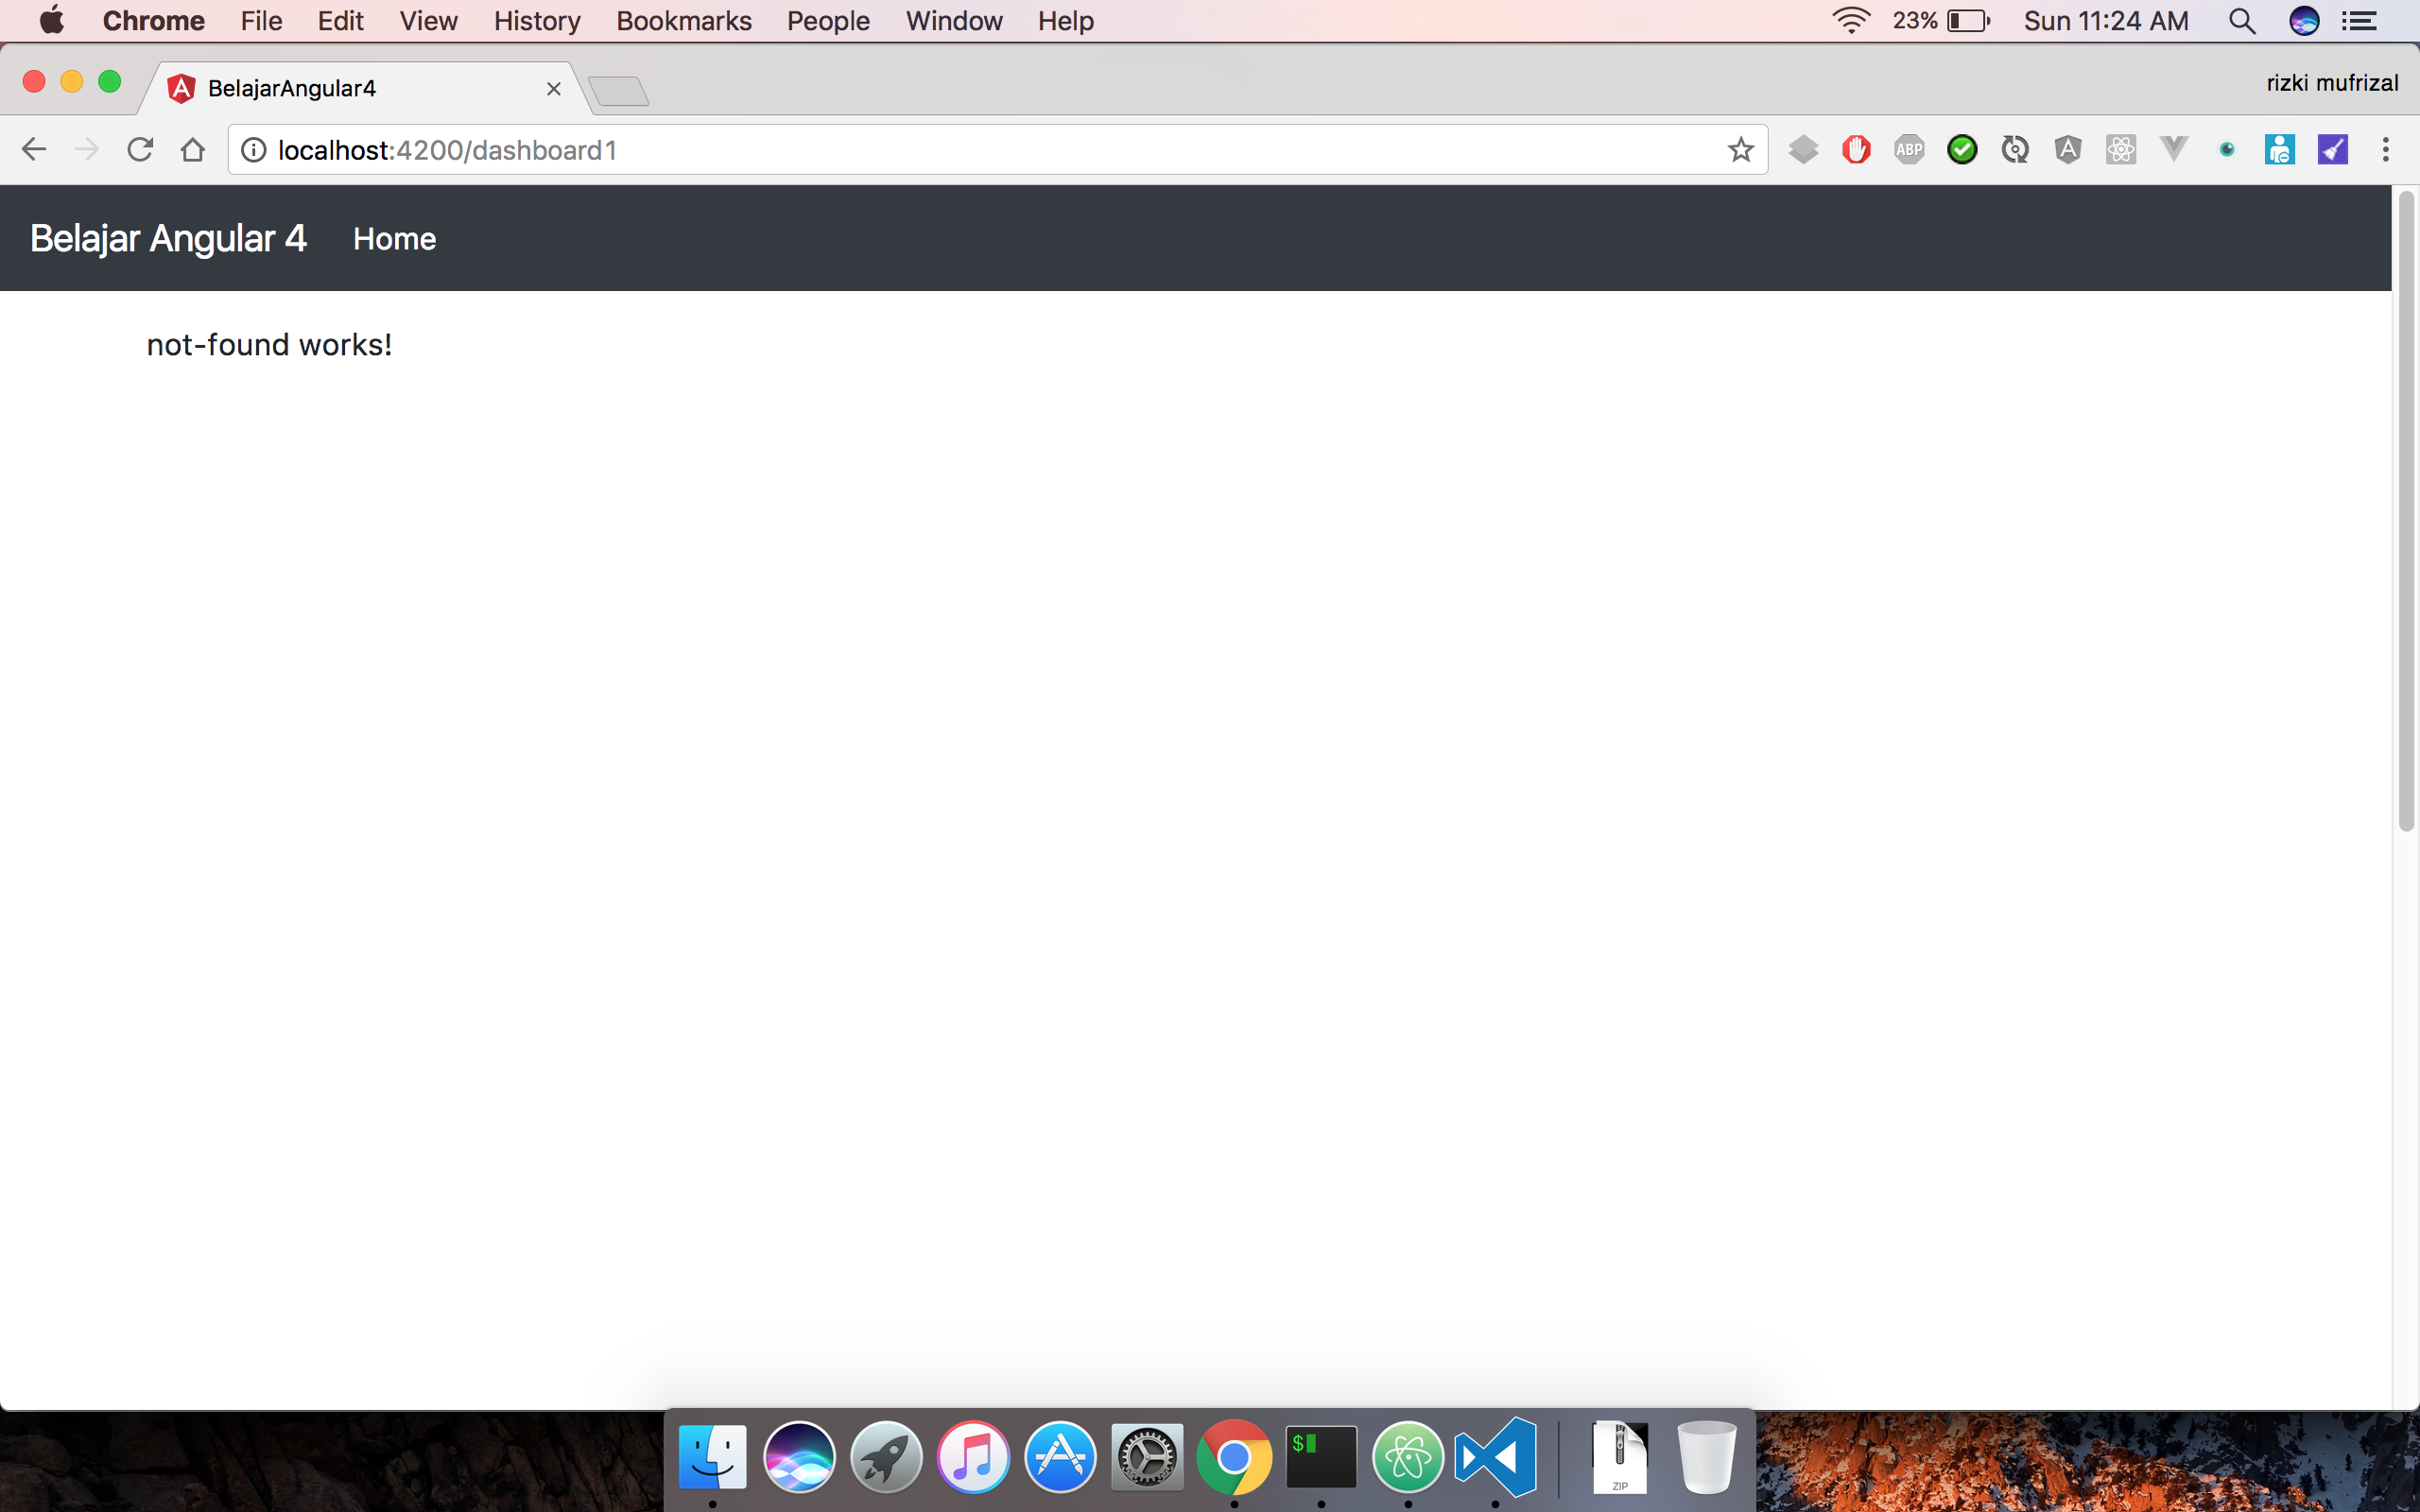 Chrome File Edit View History Bookmarks People Window Help 23% Sun 11:24 AM
BelajarAngular4 rizki mufrizal
localhost:4200/dashboard1 ABP
Belajar Angular 4 Home
not-found works!
$
ZIP